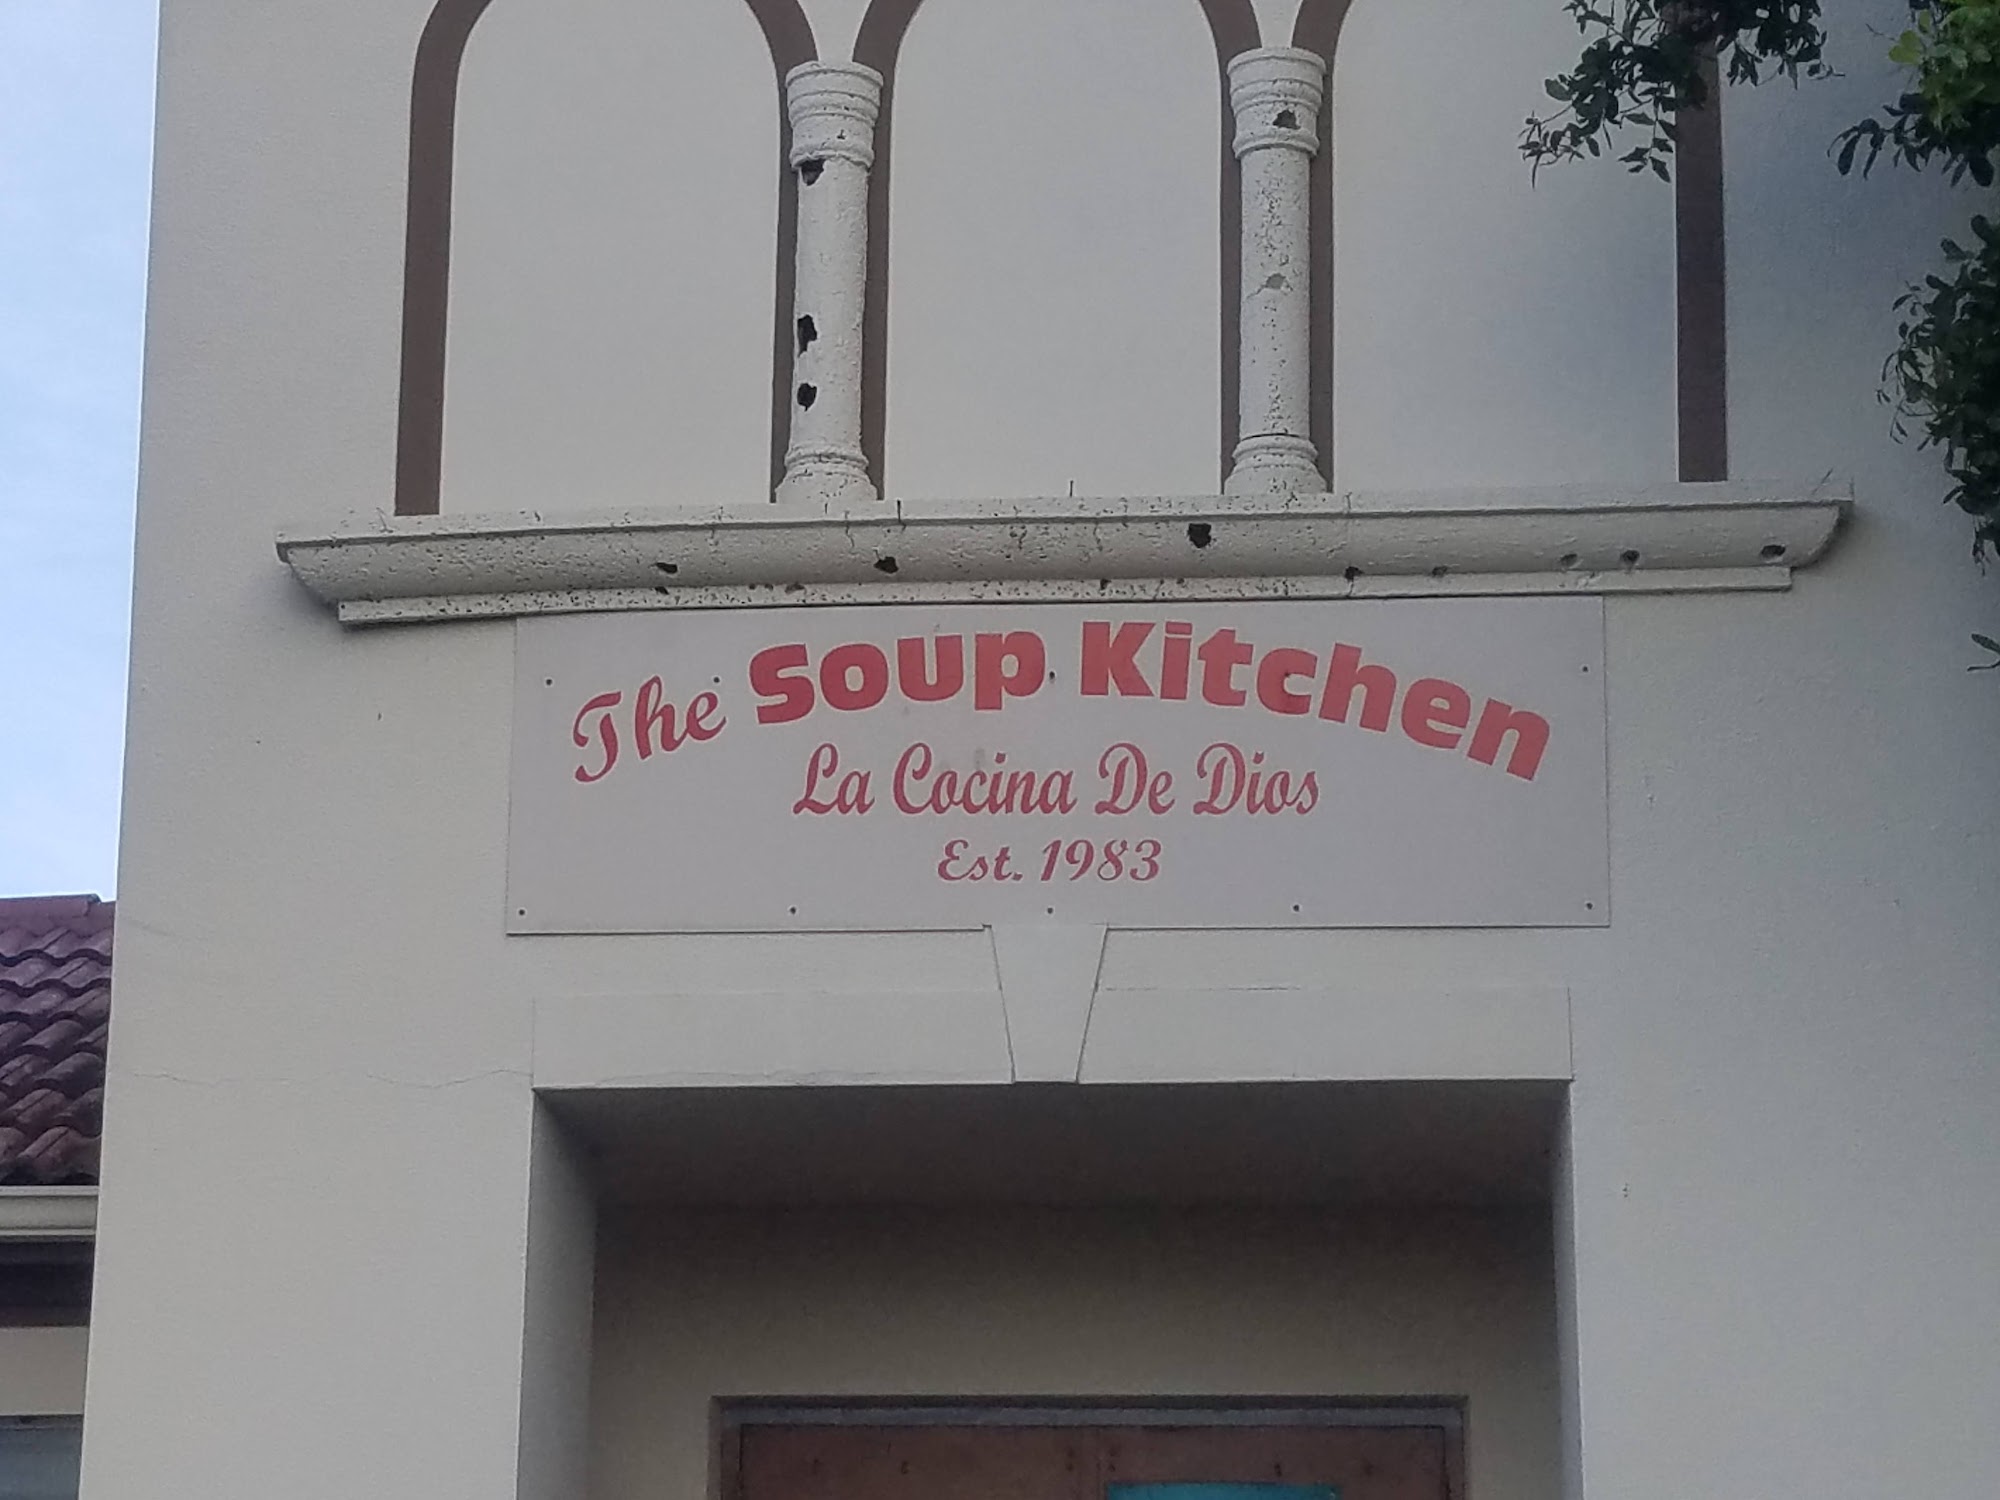 The Soup Kitchen
La Cocina De Dios
Est. 1983